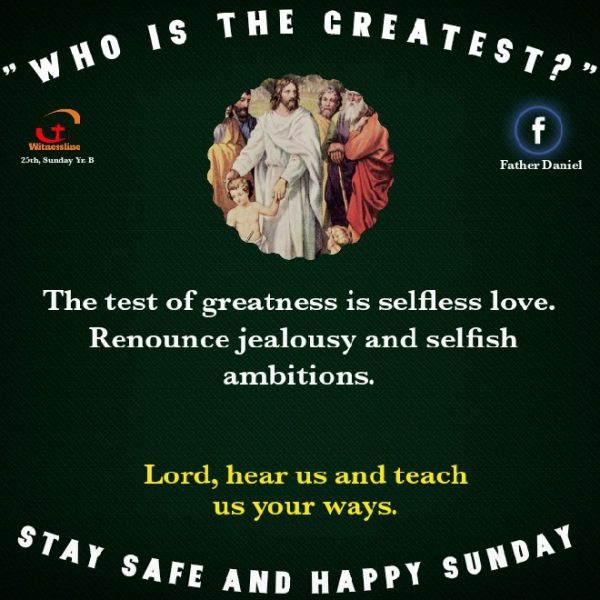 "WHO IS THE GREATEST?"
Witnessline
25th, Sunday Yr. B
f
Father Daniel
The test of greatness is selfless love.
Renounce jealousy and selfish
ambitions.
Lord, hear us and teach
us your ways.
STAY SAFE AND HAPPY SUNDAY